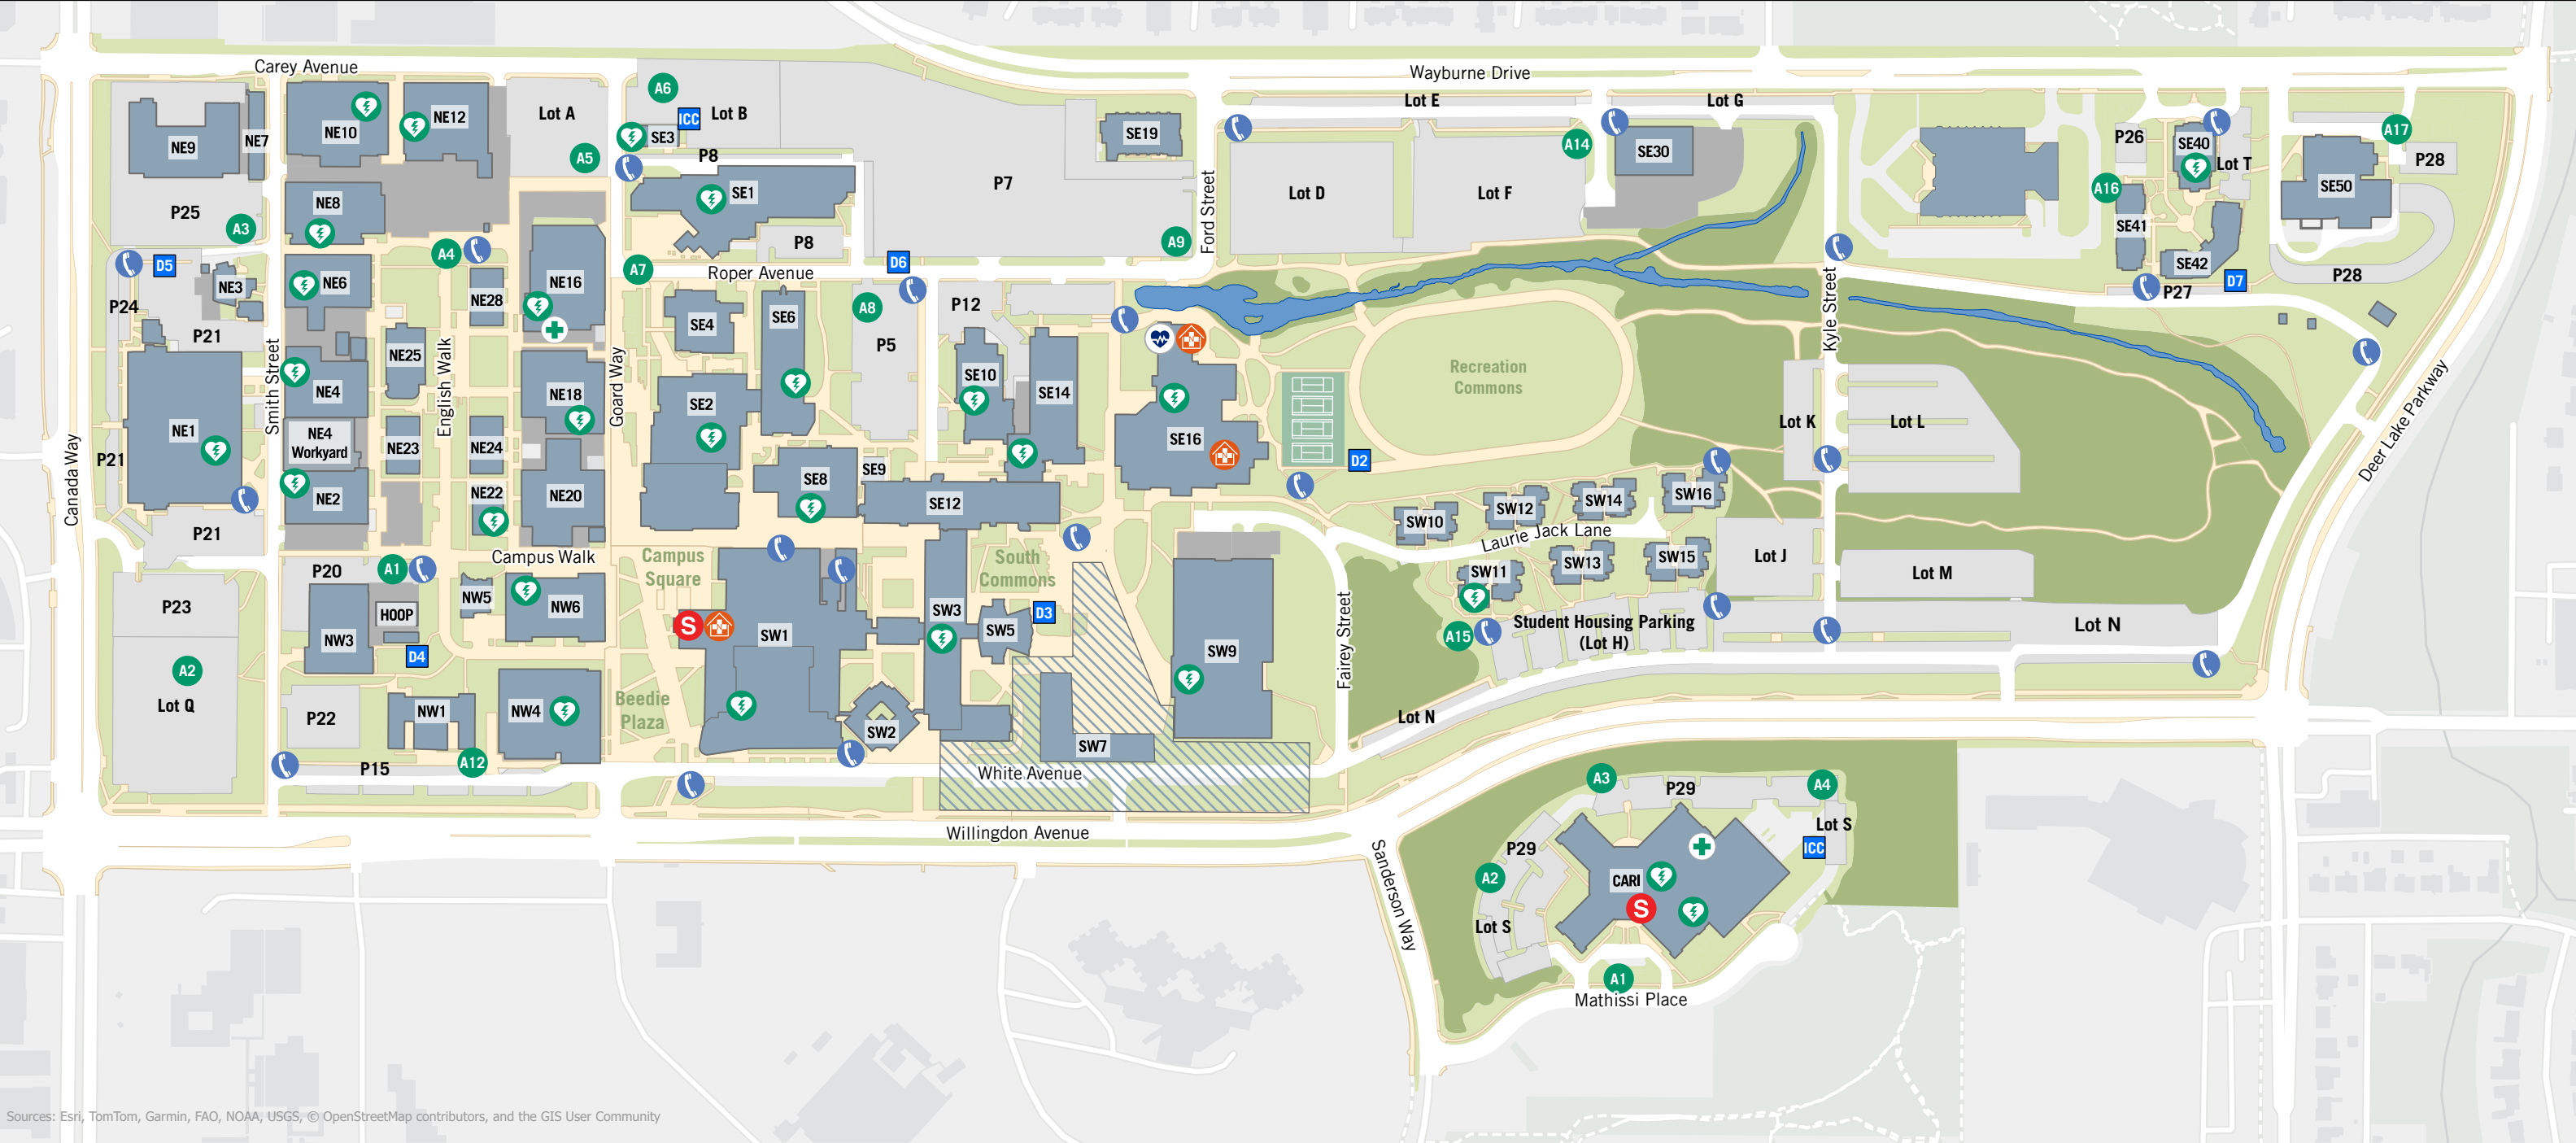 Carey Avenue
Wayburne Drive
A6
Lot B
Lot E
Lot G
NE10
NE12
Lot A
ICC
SE3
SE19
A14
SE30
P26
SE40
A17
NE9
NE7
A5
P8
Lot T
P28
P25
NE8
SE1
P7
Lot D
Lot F
A16
SE50
A3
A4
P8
A9
Ford Street
SE41
D5
A7
Roper Avenue
D6
SE42
D7
P28
NE3
NE6
NE28
NE16
P27
P24
P21
SE4
SE6
A8
P12
Kyle Street
NE25
P5
Smith Street
English Walk
Goard Way
NE4
NE18
SE2
SE10
SE14
Recreation
Commons
Deer Lake Parkway
NE1
NE4
Workyard
NE23
NE24
SE16
Lot K
Lot L
Canada Way
P21
SE9
D2
NE2
NE22
NE20
SE8
SE12
SW10
SW12
SW14
SW16
P21
Laurie Jack Lane
Campus Walk
Campus
Square
South
Commons
P20
A1
SW11
SW13
SW15
Lot J
Lot M
P23
HOOP
NW5
NW6
SW3
D3
Fairey Street
NW3
S
SW1
SW5
A15
Student Housing Parking
(Lot H)
Lot N
D4
SW9
A2
Lot Q
P22
NW1
NW4
Beedie
Plaza
SW2
SW7
Lot N
A12
P15
White Avenue
A3
P29
A4
Willingdon Avenue
Lot S
Sanderson Way
P29
ICC
A2
CARI
S
Lot S
A1
Mathissi Place
Sources: Esri, TomTom, Garmin, FAO, NOAA, USGS, © OpenStreetMap contributors, and the GIS User Community